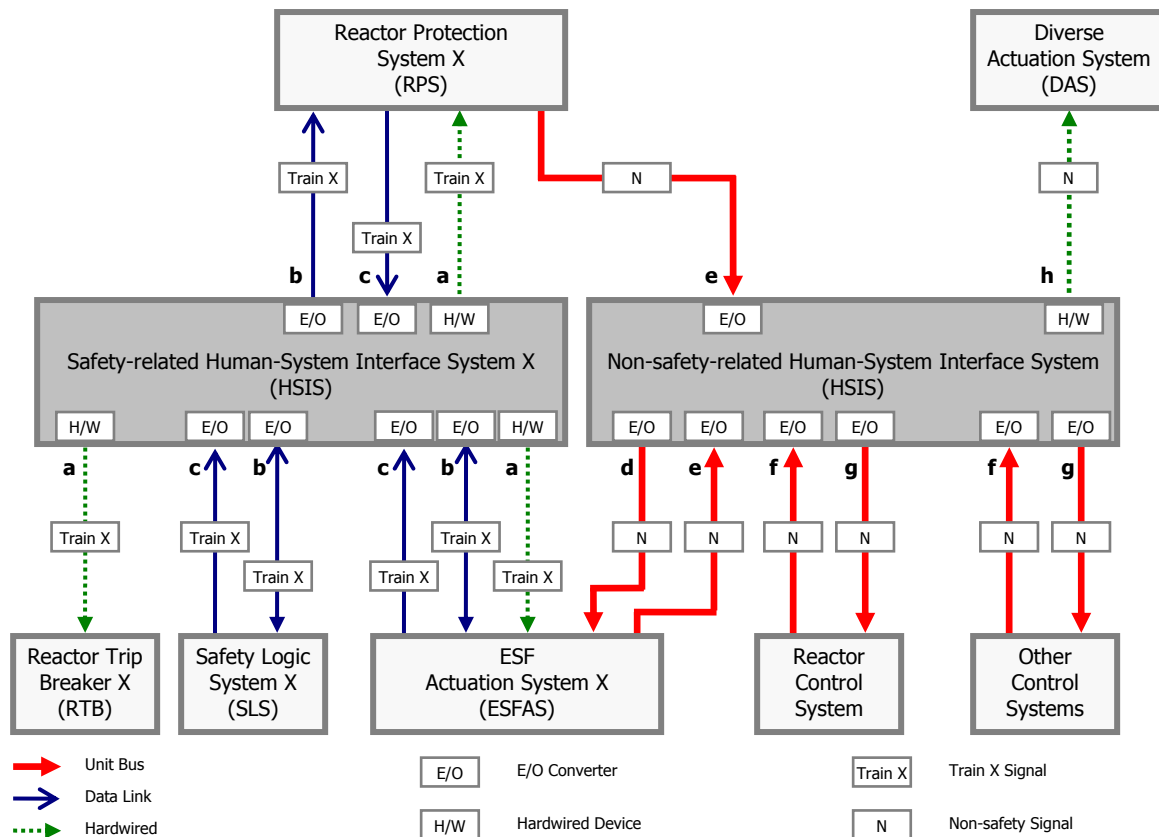 Reactor Protection
System X
(RPS)
Diverse
Actuation System
(DAS)
Train X
Train X
N
N
Train X
b
c
a
e
h
E/O
E/O
H/W
E/O
H/W
Safety-related Human-System Interface System X
(HSIS)
Non-safety-related Human-System Interface System
(HSIS)
H/W
E/O
E/O
E/O
E/O
H/W
E/O
E/O
E/O
E/O
E/O
E/O
a
c
b
c
b
a
d
e
f
g
f
g
Train X
Train X
Train X
N
N
N
N
N
N
Train X
Train X
Train X
Reactor Trip
Breaker X
(RTB)
Safety Logic
System X
(SLS)
ESF
Actuation System X
(ESFAS)
Reactor
Control
System
Other
Control
Systems
Unit Bus
Data Link
Hardwired
E/O
E/O Converter
H/W
Hardwired Device
Train X
Train X Signal
N
Non-safety Signal